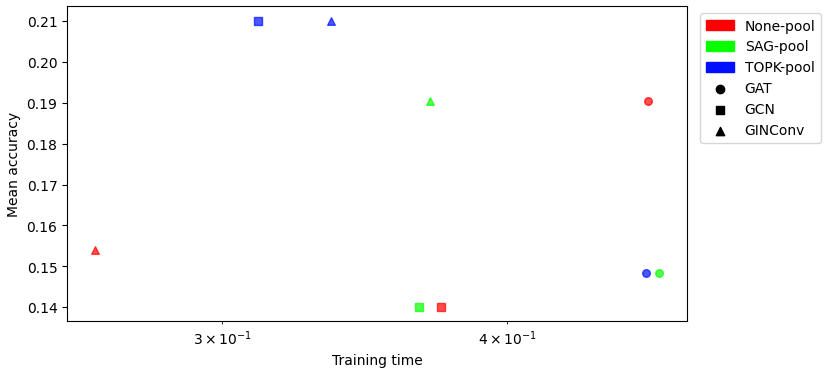 0.21
0.20
0.19
0.18
0.17
0.16
0.15
0.14
Mean accuracy
3 × 10⁻¹
4 × 10⁻¹
Training time
None-pool
SAG-pool
TOPK-pool
GAT
GCN
GINConv